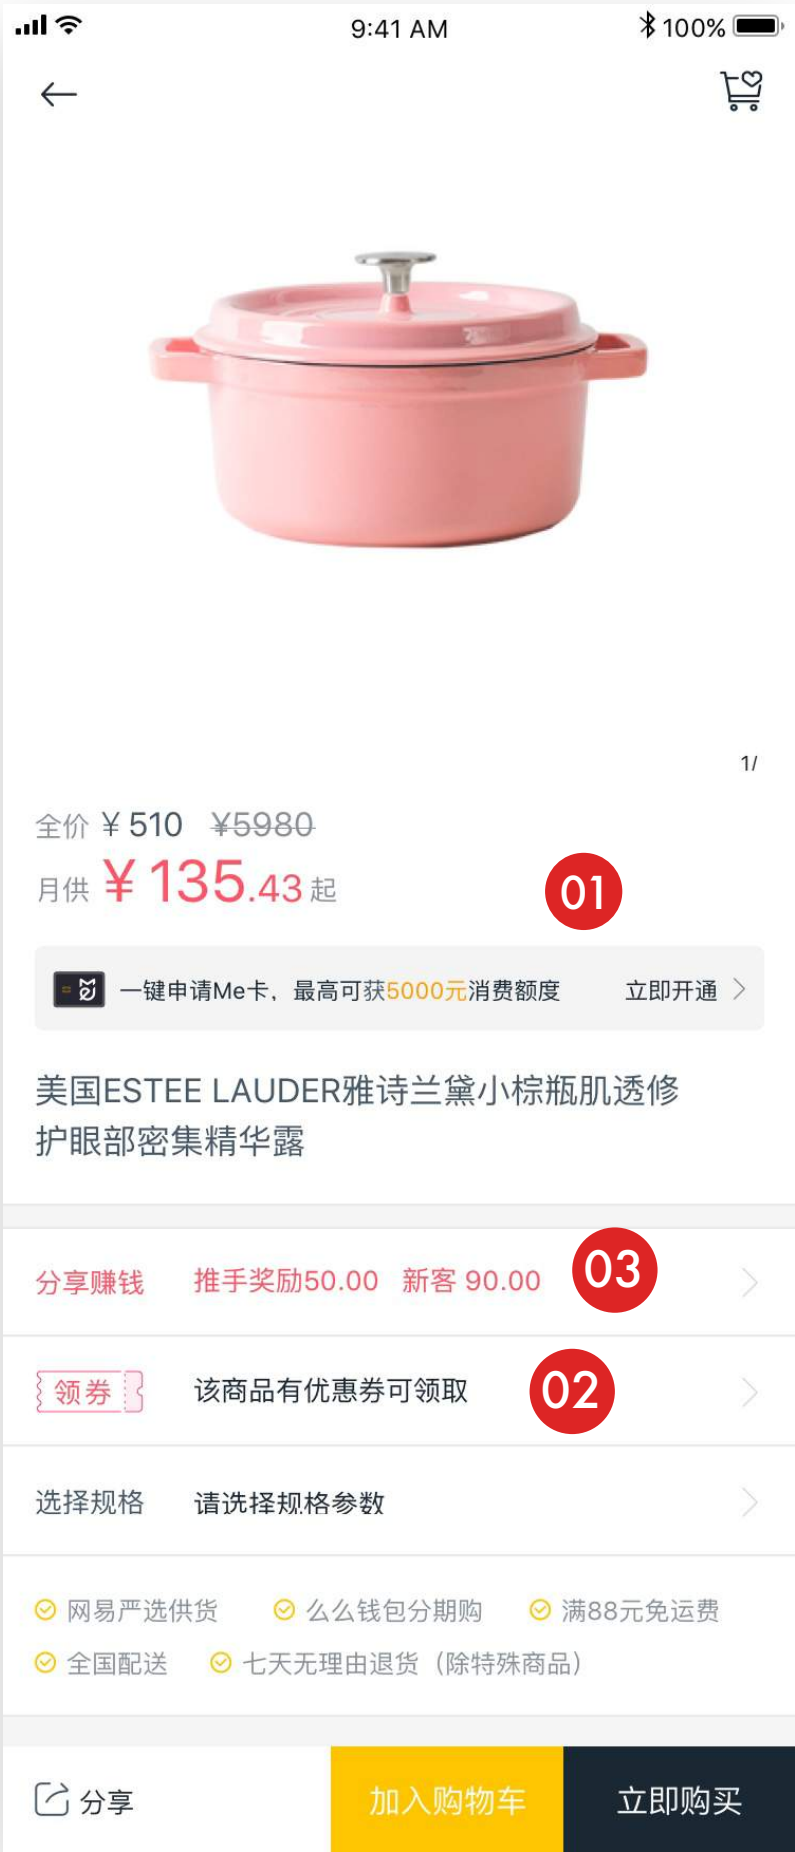 9:41 AM 100%
1/
全价 ¥ 510 ¥5980
月供 ¥ 135.43 起
01
一键申请Me卡，最高可获5000元消费额度 立即开通
美国ESTEE LAUDER雅诗兰黛小棕瓶肌透修
护眼部密集精华露
分享赚钱 推手奖励50.00 新客 90.00 03
领券 该商品有优惠券可领取 02
选择规格 请选择规格参数
网易严选供货 么么钱包分期购 满88元免运费
全国配送 七天无理由退货（除特殊商品）
分享 加入购物车 立即购买